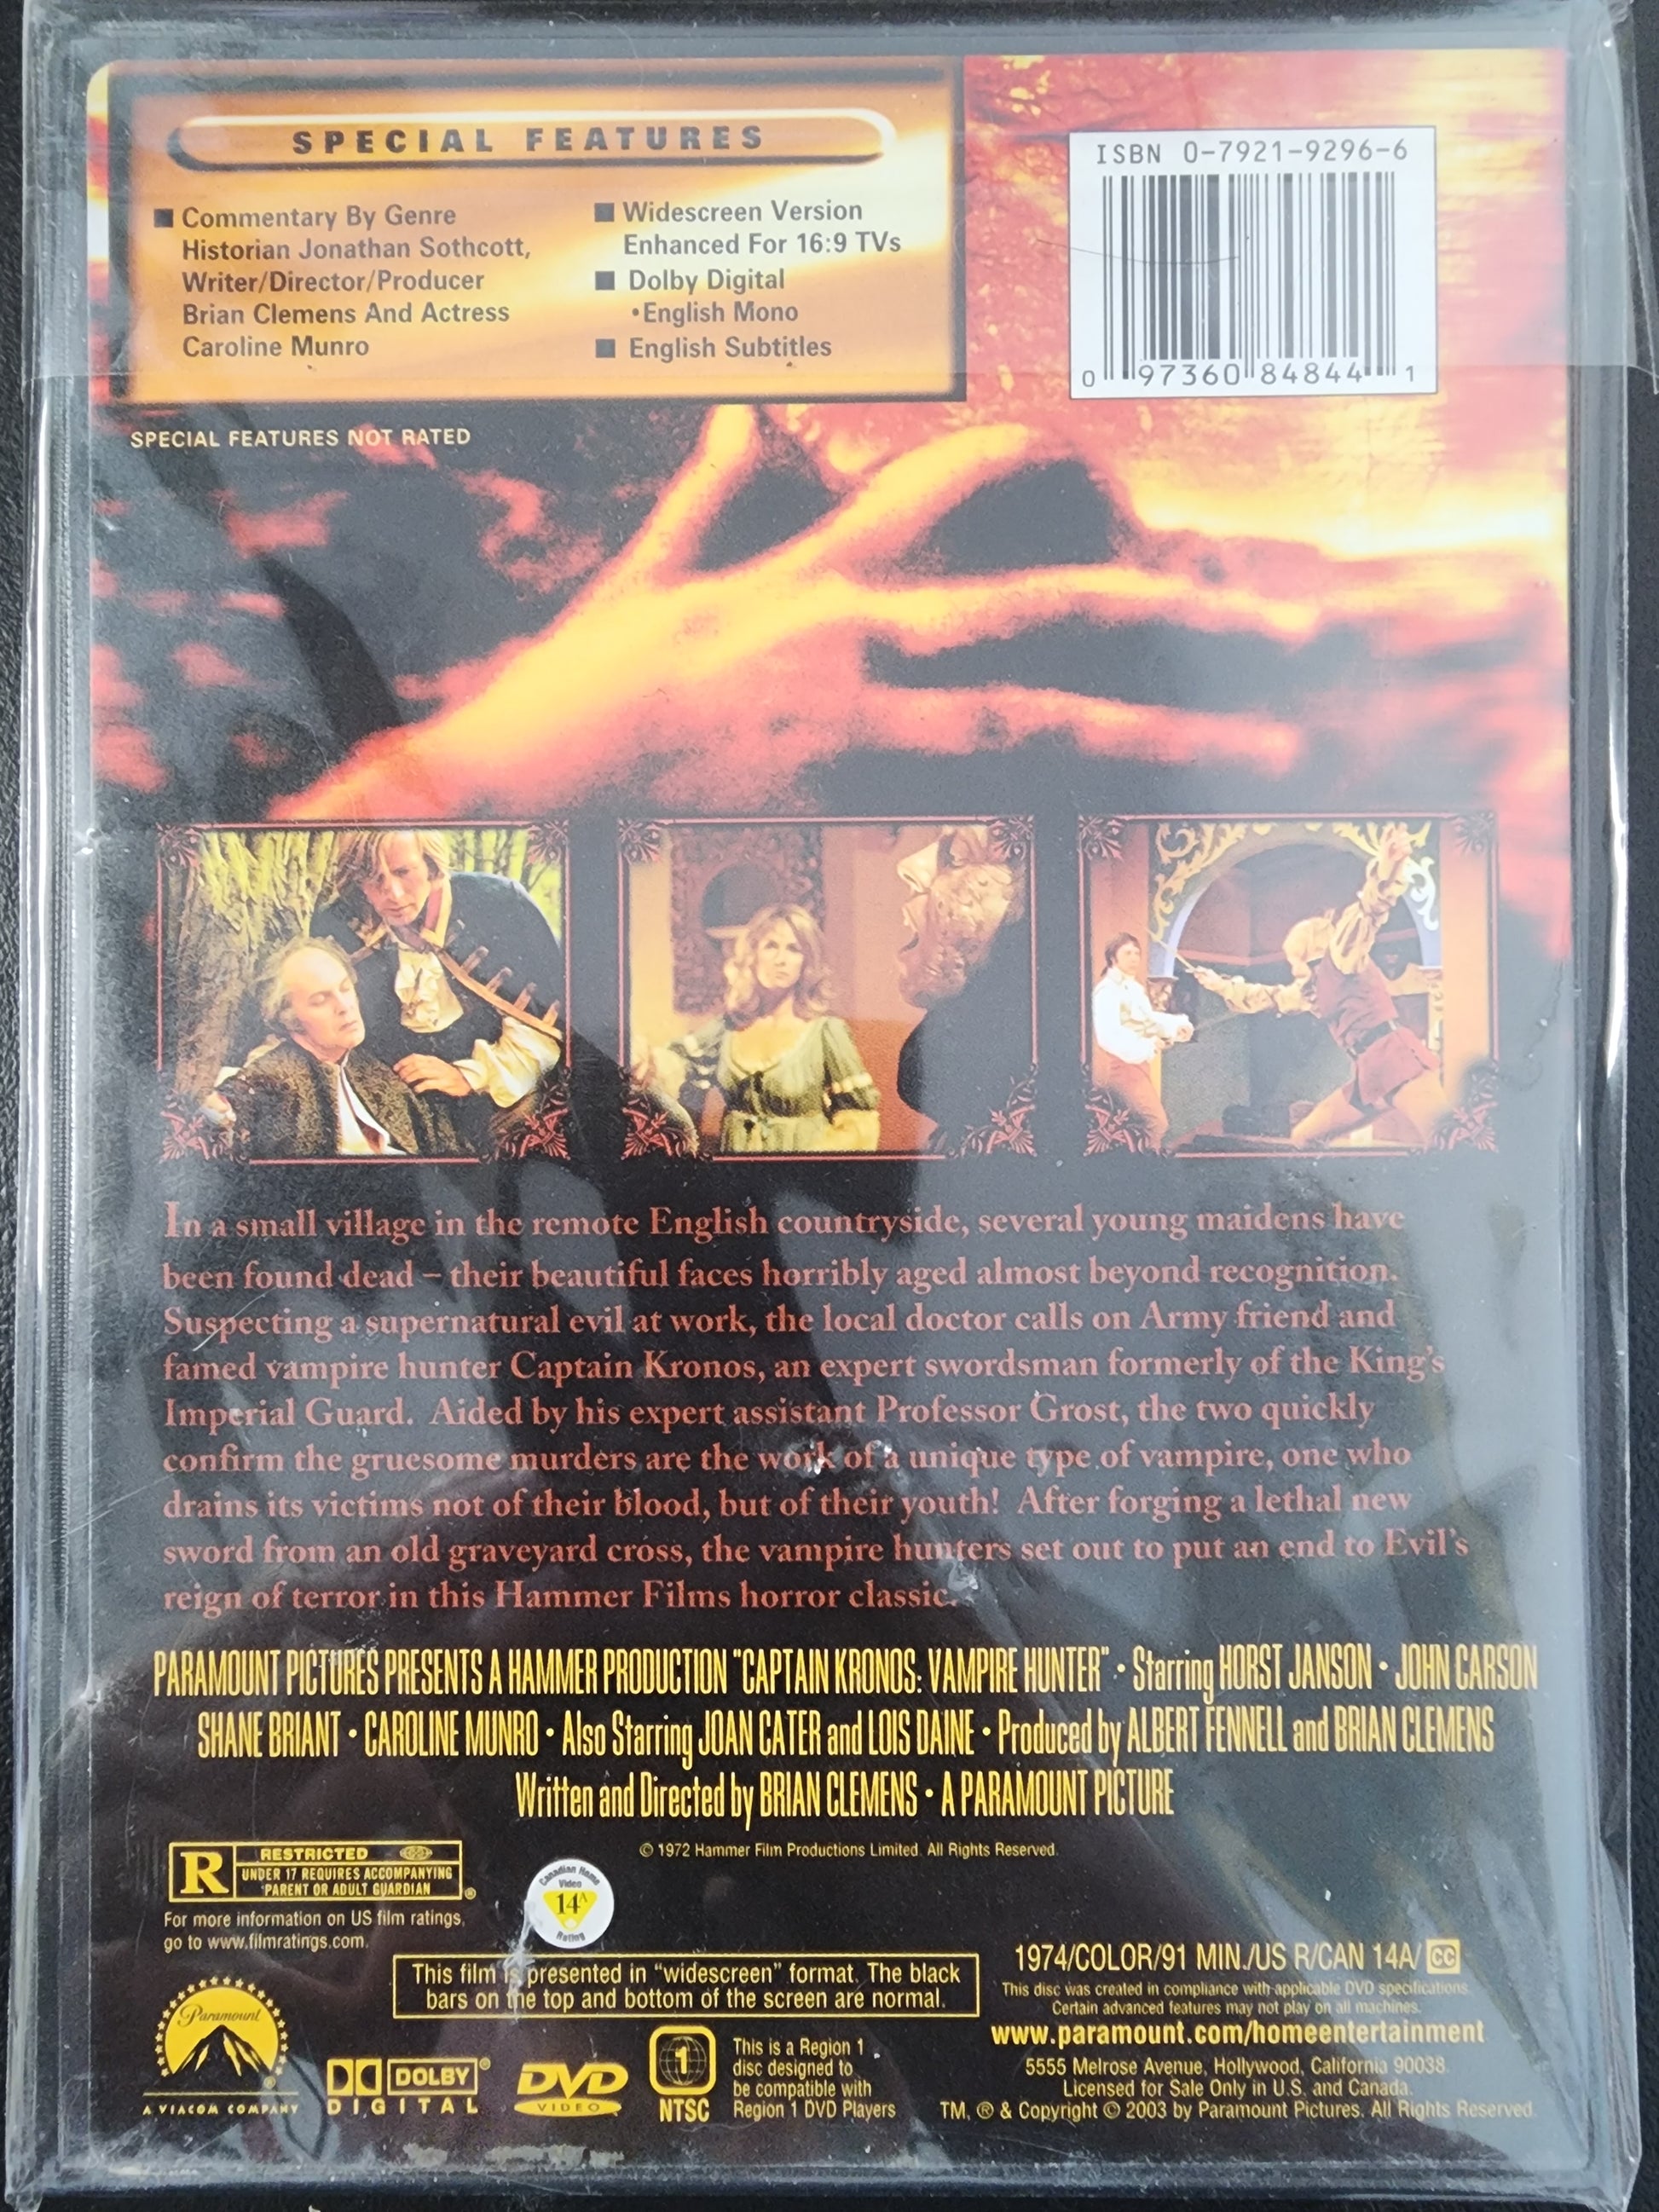 SPECIAL FEATURES
■ Commentary By Genre
Historian Jonathan Sothcott,
Writer/Director/Producer
Brian Clemens And Actress
Caroline Munro
■ Widescreen Version
Enhanced For 16:9 TVs
■ Dolby Digital
•English Mono
■ English Subtitles
ISBN 0-7921-9296-6
0 97360 84844 1
SPECIAL FEATURES NOT RATED
In a small village in the remote English countryside, several young maidens have
been found dead – their beautiful faces horribly aged almost beyond recognition.
Suspecting a supernatural evil at work, the local doctor calls on Army friend and
famed vampire hunter Captain Kronos, an expert swordsman formerly of the King's
Imperial Guard. Aided by his expert assistant Professor Grost, the two quickly
confirm the gruesome murders are the work of a unique type of vampire, one who
drains its victims not of their blood, but of their youth! After forging a lethal new
sword from an old graveyard cross, the vampire hunters set out to put an end to Evil's
reign of terror in this Hammer Films horror classic.
PARAMOUNT PICTURES PRESENTS A HAMMER PRODUCTION "CAPTAIN KRONOS: VAMPIRE HUNTER" • Starring HORST JANSON • JOHN CARSON
SHANE BRIANT • CAROLINE MUNRO • Also Starring JOAN CATER and LOIS DAINE • Produced by ALBERT FENNELL and BRIAN CLEMENS
Written and Directed by BRIAN CLEMENS • A PARAMOUNT PICTURE
© 1972 Hammer Film Productions Limited. All Rights Reserved.
R RESTRICTED
UNDER 17 REQUIRES ACCOMPANYING
PARENT OR ADULT GUARDIAN
®
For more information on US film ratings,
go to www.filmratings.com.
Canadian Home
Video
14A
Rating
This film is presented in "widescreen" format. The black
bars on the top and bottom of the screen are normal.
1974/COLOR/91 MIN./US R/CAN 14A/ CC
This disc was created in compliance with applicable DVD specifications.
Certain advanced features may not play on all machines.
www.paramount.com/homeentertainment
5555 Melrose Avenue, Hollywood, California 90038.
Licensed for Sale Only in U.S. and Canada.
TM, ® & Copyright © 2003 by Paramount Pictures. All Rights Reserved.
Paramount
®
A VIACOM COMPANY
DOLBY®
DIGITAL
DVD
VIDEO
1
NTSC
This is a Region 1
disc designed to
be compatible with
Region 1 DVD Players